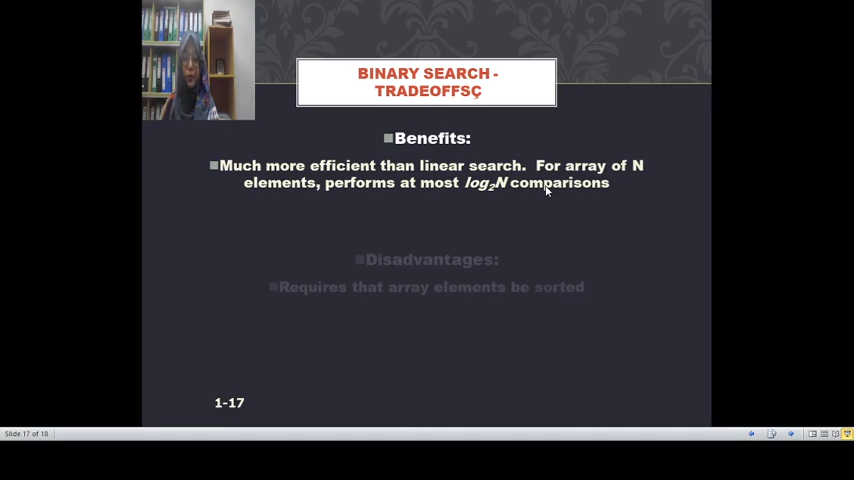 BINARY SEARCH -
TRADEOFFSÇ
Benefits:
Much more efficient than linear search. For array of N
elements, performs at most log₂N comparisons
Disadvantages:
Requires that array elements be sorted
1-17
Slide 17 of 18